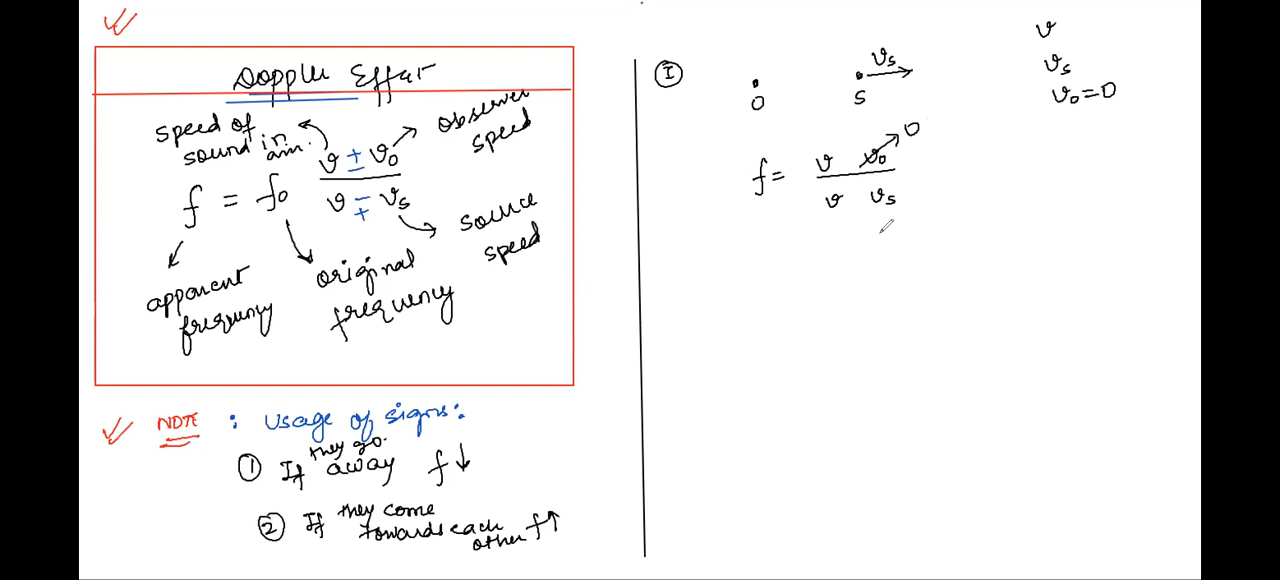 Doppler Effect
speed of
sound in
air.
observer
speed
f = f₀ v ± v₀ / v ∓ vₛ
source
speed
apparent
frequency
original
frequency
NOTE : Usage of signs:
① If they go away f↓
② If they come
towards each
other f↑
Ⓘ
O
S
vₛ
v
vₛ
v₀ = 0
f = v v₀ / v vₛ
0